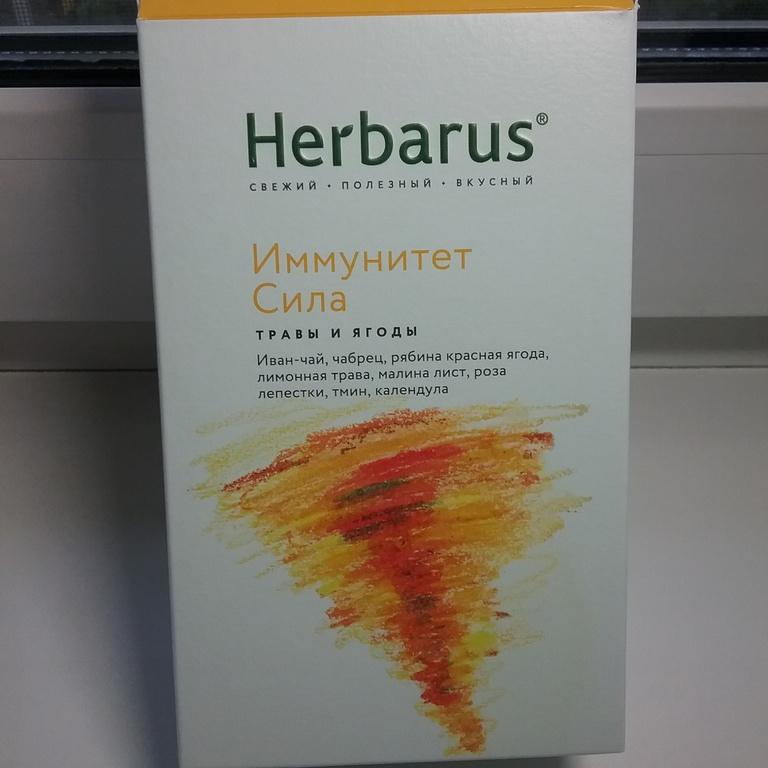 Herbarus®
СВЕЖИЙ • ПОЛЕЗНЫЙ • ВКУСНЫЙ
Иммунитет
Сила
ТРАВЫ И ЯГОДЫ
Иван-чай, чабрец, рябина красная ягода,
лимонная трава, малина лист, роза
лепестки, тмин, календула